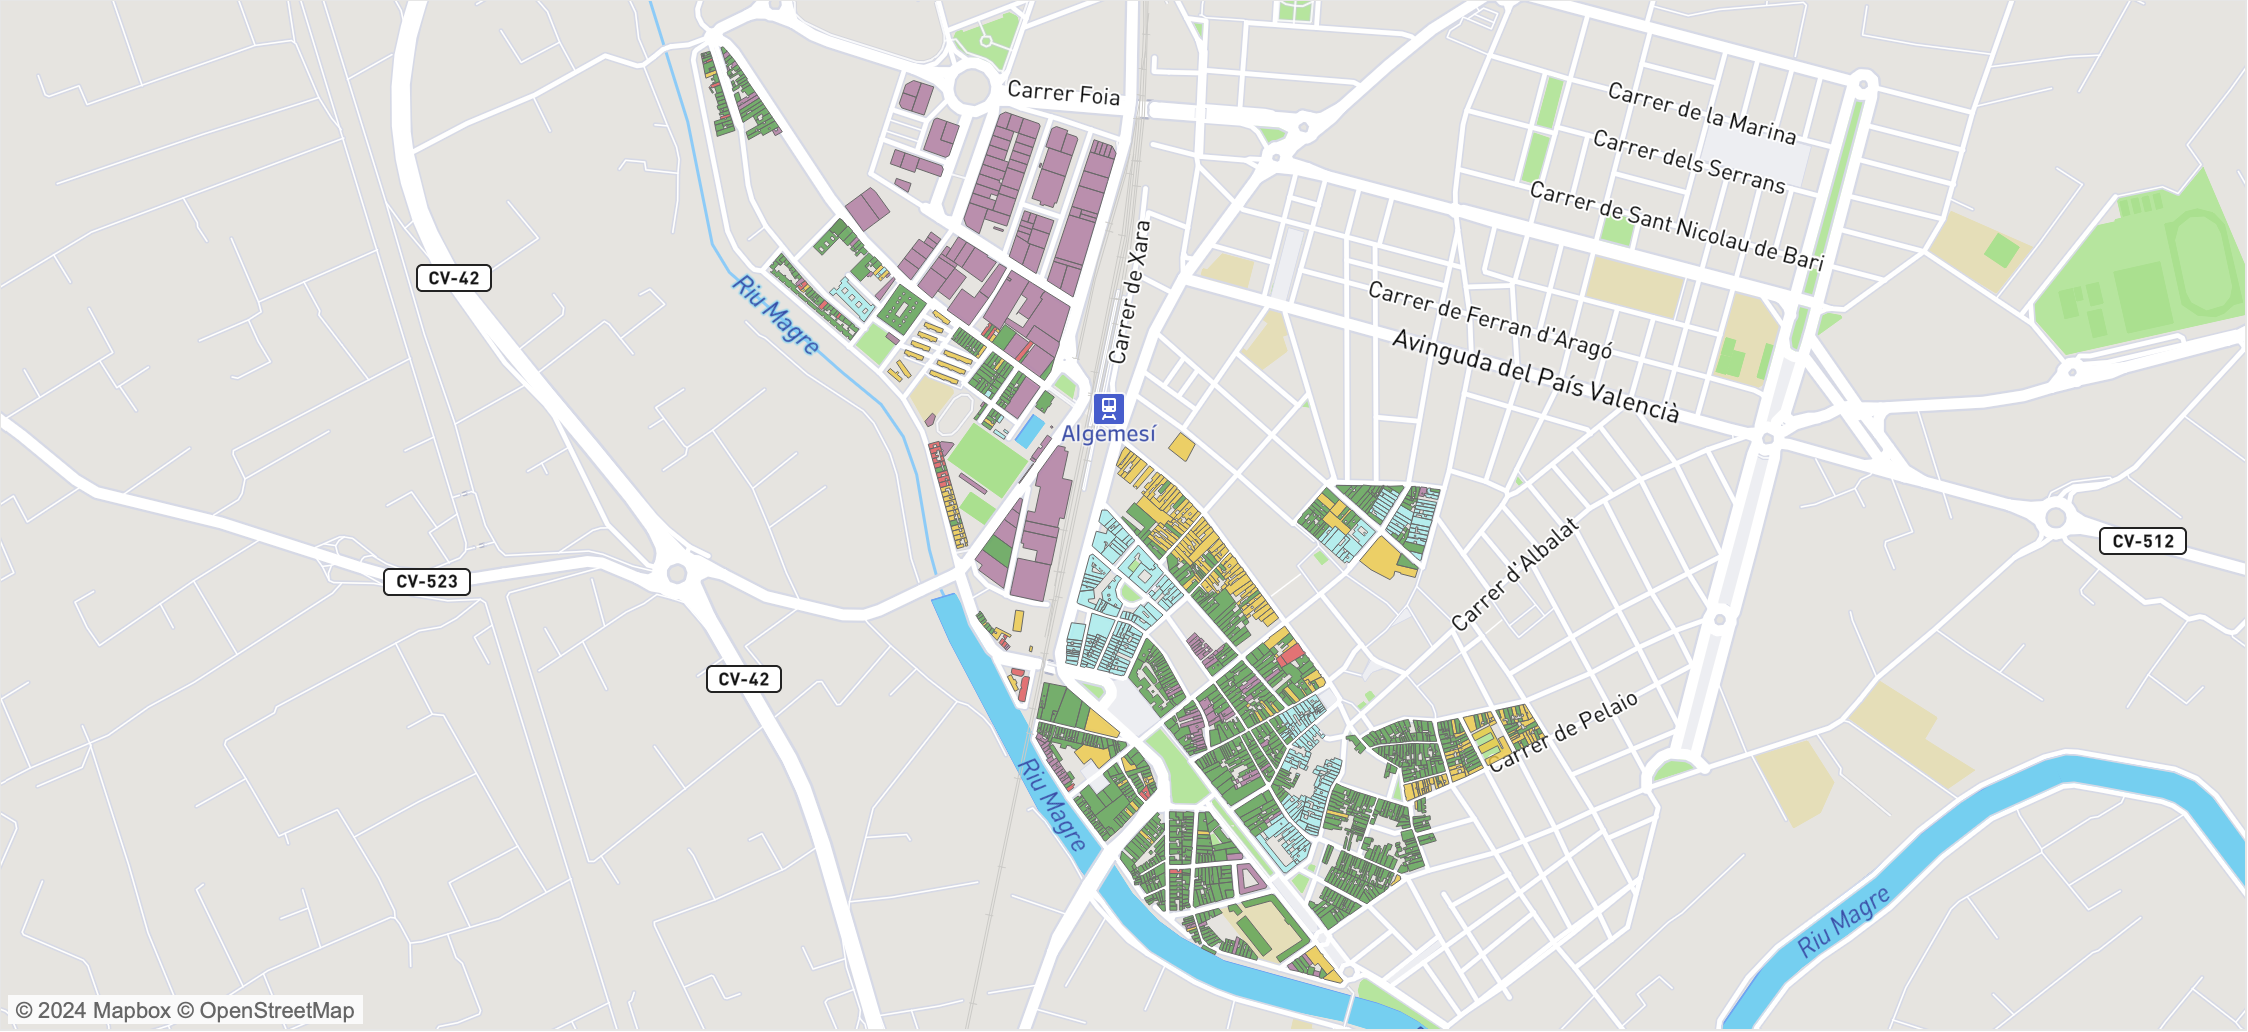 Carrer Foia
Carrer de la Marina
Carrer dels Serrans
Carrer de Sant Nicolau de Bari
CV-42
Riu Magre
Carrer de Xara
Carrer de Ferran d'Aragó
Avinguda del País Valencià
Algemesí
CV-523
CV-512
Carrer d'Albalat
CV-42
Carrer de Pelaio
Riu Magre
Riu Magre
© 2024 Mapbox © OpenStreetMap